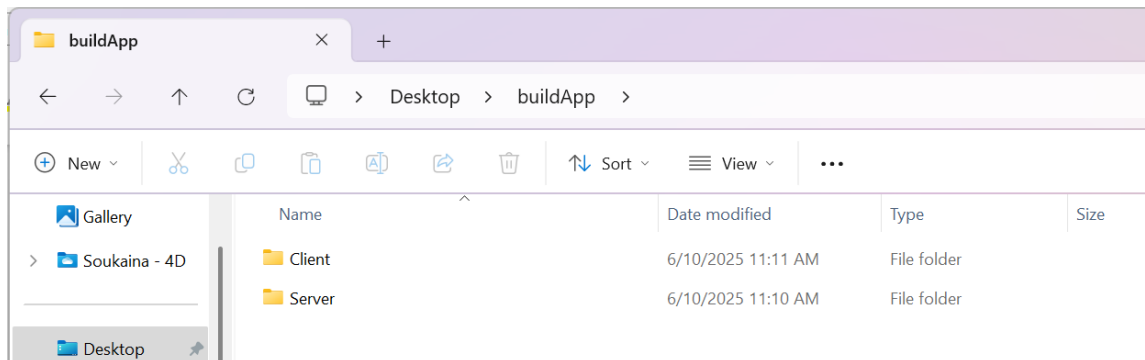 buildApp
Desktop > buildApp >
New Sort View
Name Date modified Type Size
Gallery
Client 6/10/2025 11:11 AM File folder
Soukaina - 4D
Server 6/10/2025 11:10 AM File folder
Desktop